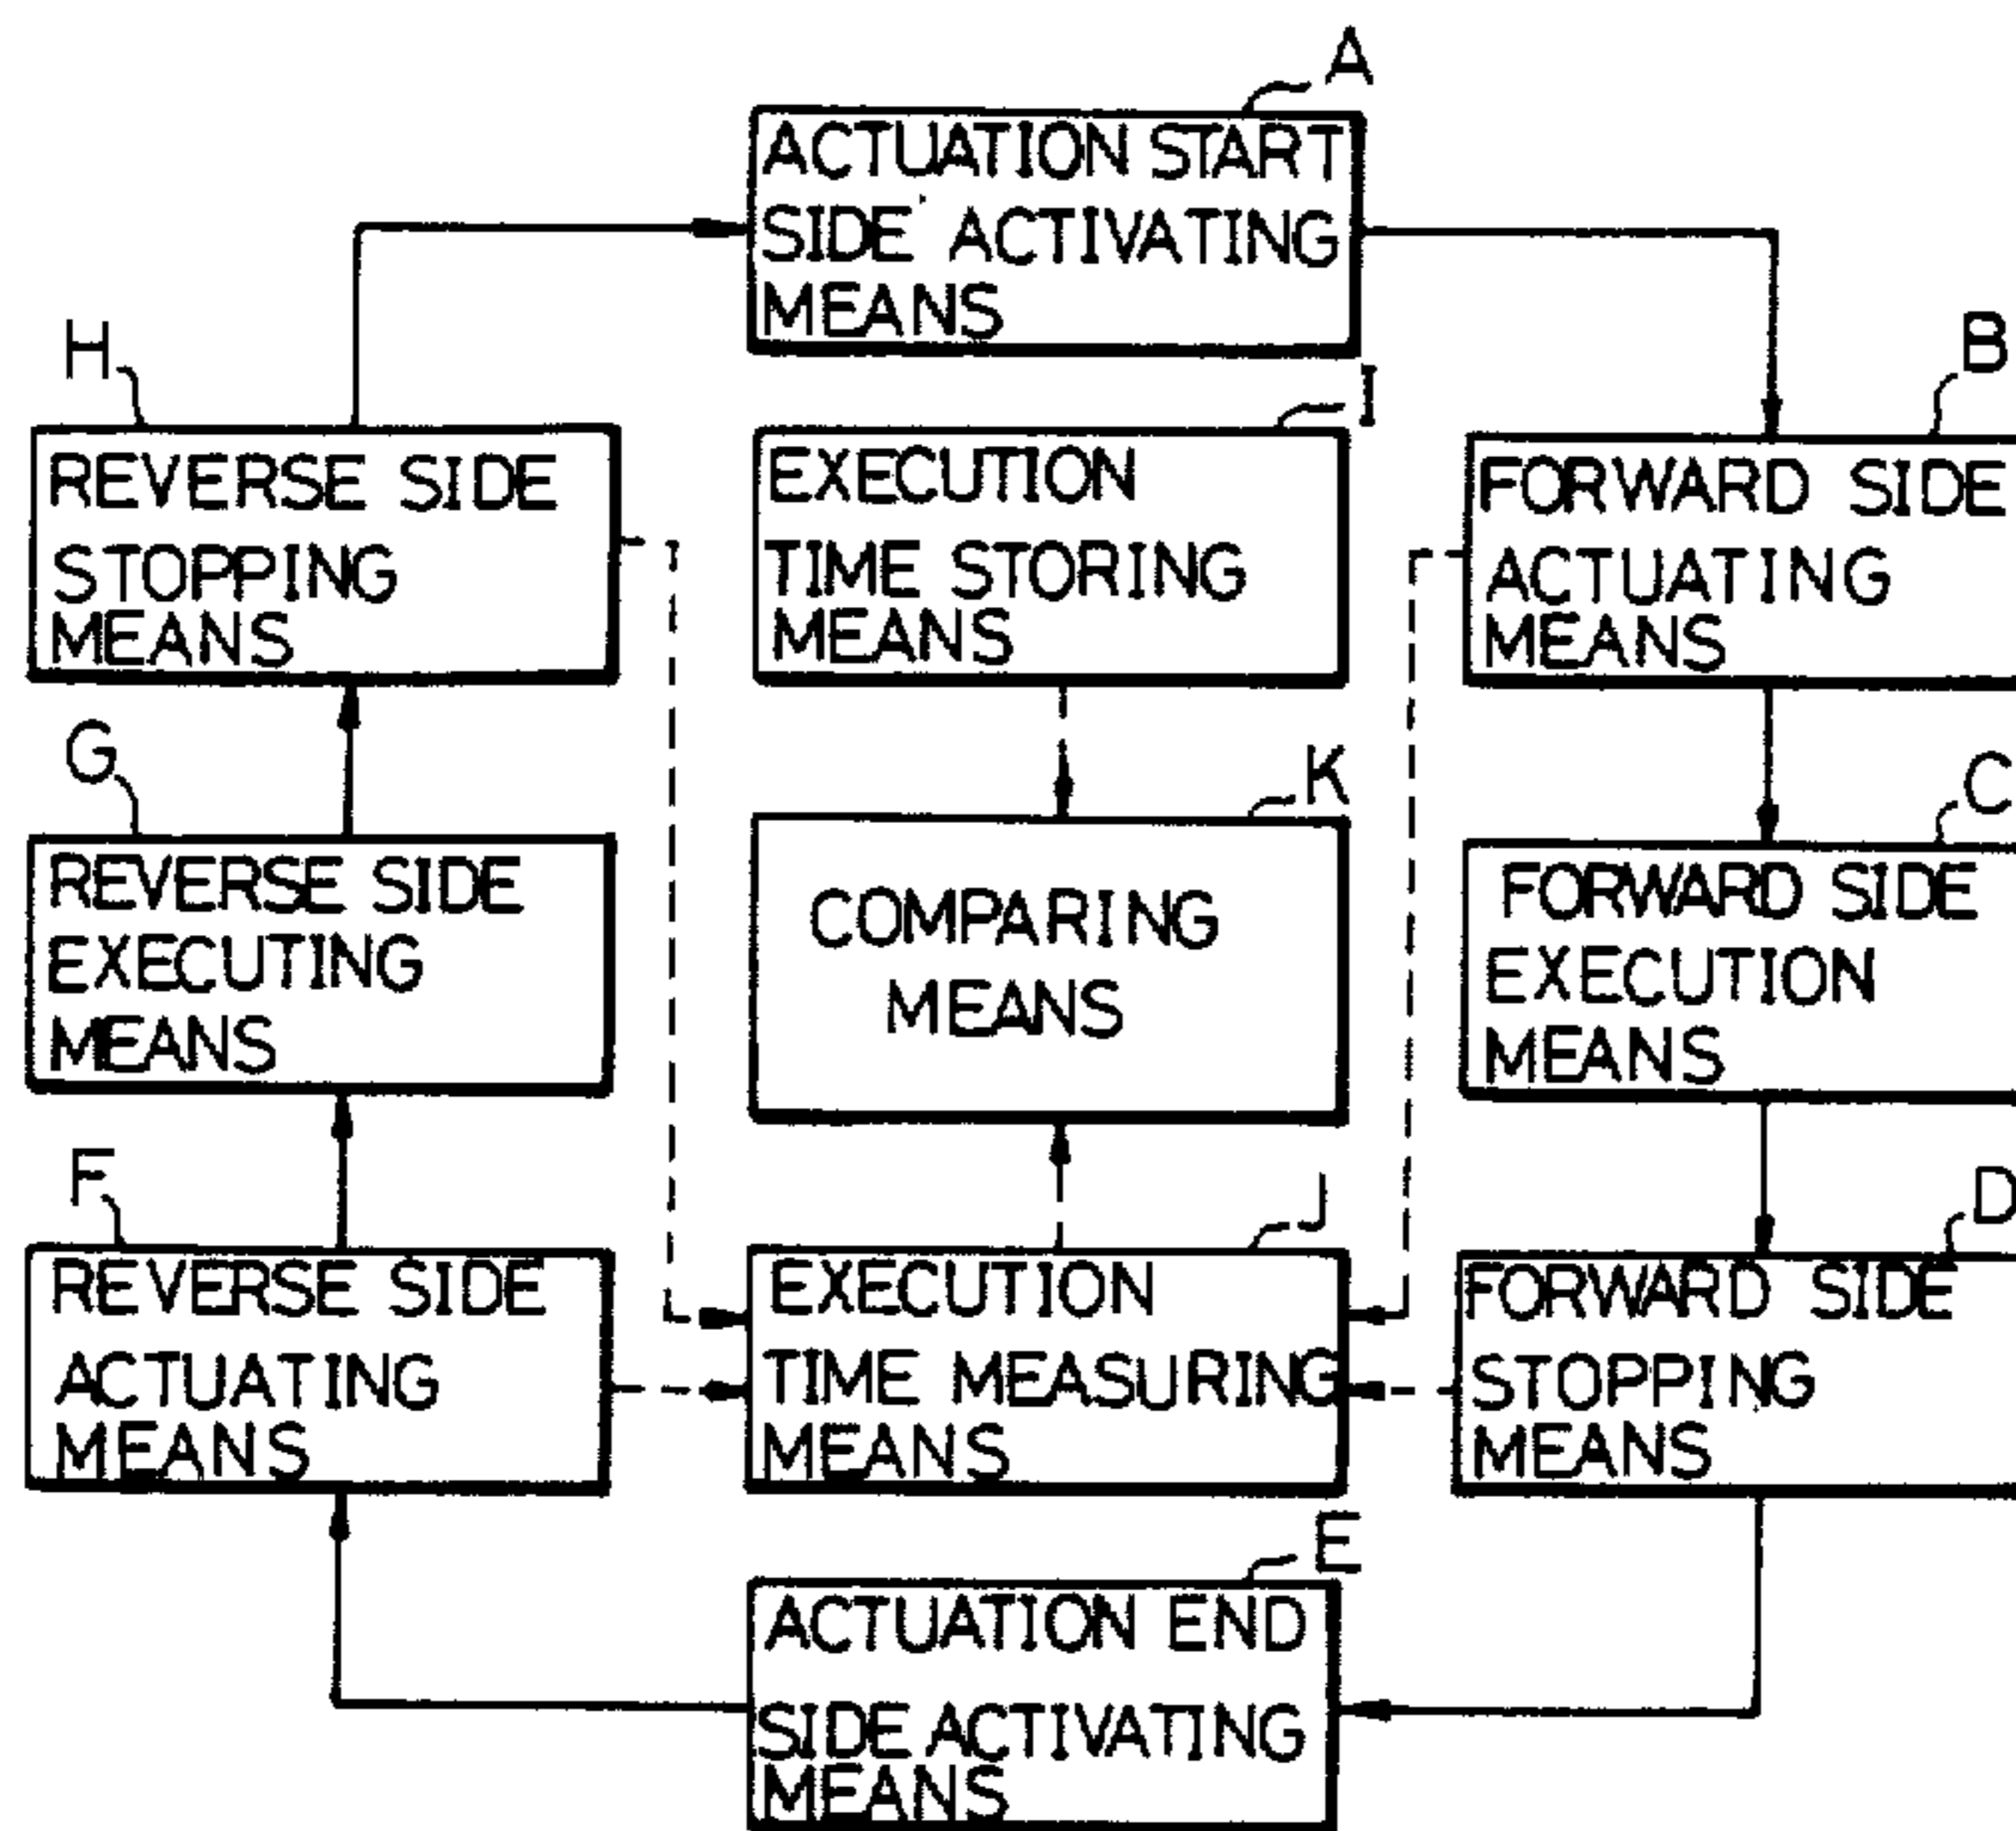 A
ACTUATION START
SIDE ACTIVATING
MEANS
H
REVERSE SIDE
STOPPING
MEANS
I
EXECUTION
TIME STORING
MEANS
B
FORWARD SIDE
ACTUATING
MEANS
G
REVERSE SIDE
EXECUTING
MEANS
K
COMPARING
MEANS
C
FORWARD SIDE
EXECUTION
MEANS
F
REVERSE SIDE
ACTUATING
MEANS
J
EXECUTION
TIME MEASURING
MEANS
D
FORWARD SIDE
STOPPING
MEANS
E
ACTUATION END
SIDE ACTIVATING
MEANS